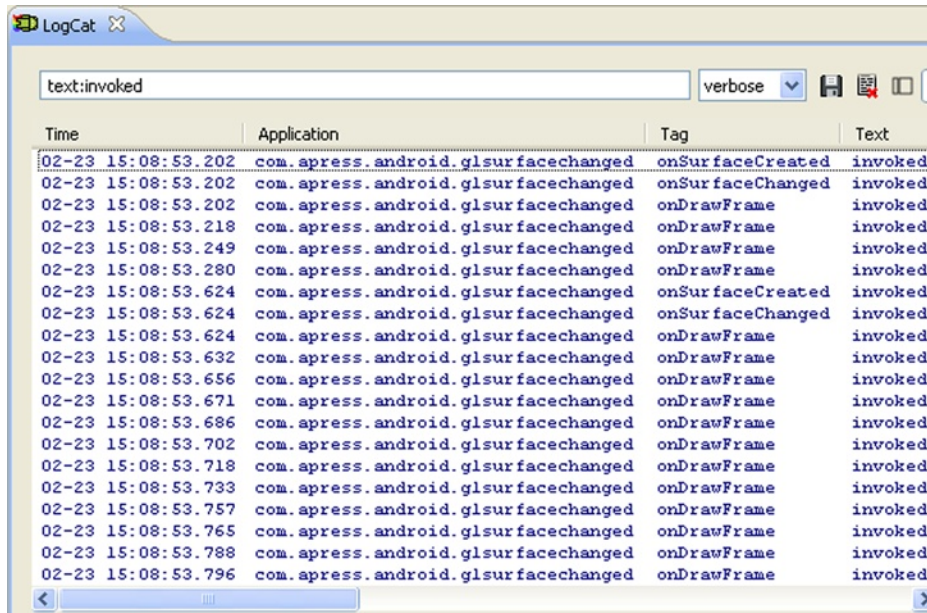 LogCat
text:invoked verbose
Time Application Tag Text
02-23 15:08:53.202 com.apress.android.glsurfacechanged onSurfaceCreated invoked
02-23 15:08:53.202 com.apress.android.glsurfacechanged onSurfaceChanged invoked
02-23 15:08:53.202 com.apress.android.glsurfacechanged onDrawFrame invoked
02-23 15:08:53.218 com.apress.android.glsurfacechanged onDrawFrame invoked
02-23 15:08:53.249 com.apress.android.glsurfacechanged onDrawFrame invoked
02-23 15:08:53.280 com.apress.android.glsurfacechanged onDrawFrame invoked
02-23 15:08:53.624 com.apress.android.glsurfacechanged onSurfaceCreated invoked
02-23 15:08:53.624 com.apress.android.glsurfacechanged onSurfaceChanged invoked
02-23 15:08:53.624 com.apress.android.glsurfacechanged onDrawFrame invoked
02-23 15:08:53.632 com.apress.android.glsurfacechanged onDrawFrame invoked
02-23 15:08:53.656 com.apress.android.glsurfacechanged onDrawFrame invoked
02-23 15:08:53.671 com.apress.android.glsurfacechanged onDrawFrame invoked
02-23 15:08:53.686 com.apress.android.glsurfacechanged onDrawFrame invoked
02-23 15:08:53.702 com.apress.android.glsurfacechanged onDrawFrame invoked
02-23 15:08:53.718 com.apress.android.glsurfacechanged onDrawFrame invoked
02-23 15:08:53.733 com.apress.android.glsurfacechanged onDrawFrame invoked
02-23 15:08:53.757 com.apress.android.glsurfacechanged onDrawFrame invoked
02-23 15:08:53.765 com.apress.android.glsurfacechanged onDrawFrame invoked
02-23 15:08:53.788 com.apress.android.glsurfacechanged onDrawFrame invoked
02-23 15:08:53.796 com.apress.android.glsurfacechanged onDrawFrame invoked